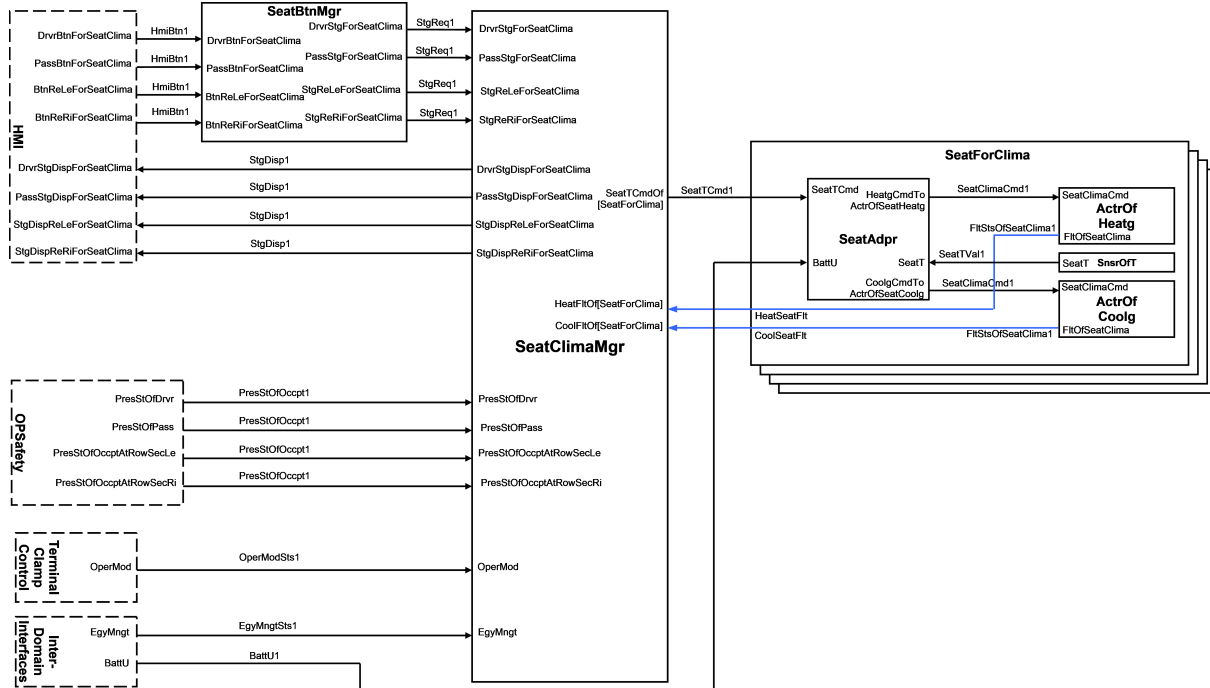 HMI
DrvrBtnForSeatClima
PassBtnForSeatClima
BtnReLeForSeatClima
BtnReRiForSeatClima
DrvrStgDispForSeatClima
PassStgDispForSeatClima
StgDispReLeForSeatClima
StgDispReRiForSeatClima
HmiBtn1
HmiBtn1
HmiBtn1
HmiBtn1
SeatBtnMgr
DrvrBtnForSeatClima
PassBtnForSeatClima
BtnReLeForSeatClima
BtnReRiForSeatClima
DrvrStgForSeatClima
PassStgForSeatClima
StgReLeForSeatClima
StgReRiForSeatClima
StgReq1
StgReq1
StgReq1
StgReq1
StgDisp1
StgDisp1
StgDisp1
StgDisp1
DrvrStgForSeatClima
PassStgForSeatClima
StgReLeForSeatClima
StgReRiForSeatClima
DrvrStgDispForSeatClima
PassStgDispForSeatClima
StgDispReLeForSeatClima
StgDispReRiForSeatClima
SeatTCmdOf
[SeatForClima]
HeatFltOf[SeatForClima]
CoolFltOf[SeatForClima]
SeatClimaMgr
PresStOfDrvr
PresStOfPass
PresStOfOccptAtRowSecLe
PresStOfOccptAtRowSecRi
OperMod
EgyMngt
SeatTCmd1
SeatForClima
SeatTCmd
HeatgCmdTo
ActrOfSeatHeatg
SeatAdpr
BattU
SeatT
CoolgCmdTo
ActrOfSeatCoolg
SeatClimaCmd1
FltStsOfSeatClima1
SeatTVal1
SeatClimaCmd1
FltStsOfSeatClima1
SeatClimaCmd
ActrOf
Heatg
FltOfSeatClima
SeatT
SnsrOfT
SeatClimaCmd
ActrOf
Coolg
FltOfSeatClima
HeatSeatFlt
CoolSeatFlt
OPSafety
PresStOfDrvr
PresStOfPass
PresStOfOccptAtRowSecLe
PresStOfOccptAtRowSecRi
PresStOfOccpt1
PresStOfOccpt1
PresStOfOccpt1
PresStOfOccpt1
Terminal
Clamp
Control
OperMod
OperModSts1
Inter-
Domain
Interfaces
EgyMngt
BattU
EgyMngtSts1
BattU1